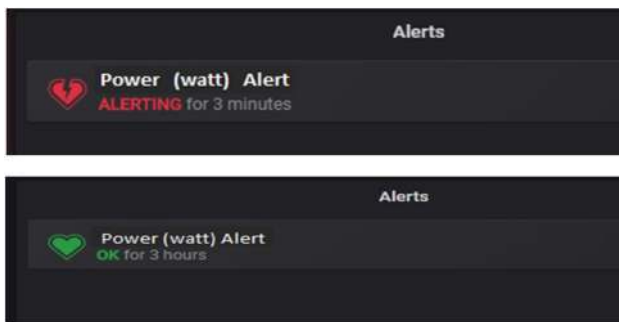 Alerts
Power (watt) Alert
ALERTING for 3 minutes
Alerts
Power (watt) Alert
OK for 3 hours